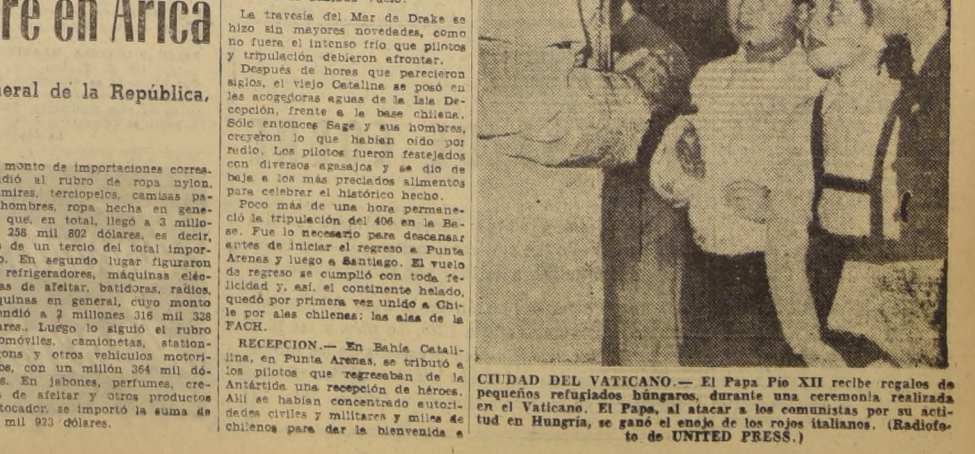 re en Arica
eral de la República,
monto de importaciones corres-
dió al rubro de ropa nylon,
mires, terciopelos, camisas pa-
hombres, ropa hecha en gene-
que, en total, llegó a 3 millo-
258 mil 802 dólares, es decir,
de un tercio del total impor-
o. En segundo lugar figuraron
refrigeradores, máquinas eléc-
as de afeitar, batidoras, radios,
quinas en general, cuyo monto
endió a 2 millones 316 mil 338
ares.. Luego lo siguió el rubro
omóviles, camionetas, station-
gons y otros vehículos motori-
os, con un millón 364 mil dó-
s. En jabones, perfumes, cre-
de afeitar y otros productos
tocador, se importó la suma de
mil 923 dólares.
La travesía del Mar de Drake se
hizo sin mayores novedades, como
no fuera el intenso frío que pilotos
y tripulación debieron afrontar.
Después de horas que parecieron
siglos, el viejo Catalina se posó en
las acogedoras aguas de la Isla De-
cepción, frente a la base chilena.
Sólo entonces Sage y sus hombres,
creyeron lo que habían oído por
radio. Los pilotos fueron festejados
con diversos agasajos y se dio de
baja a los más preciados alimentos
para celebrar el histórico hecho.
Poco más de una hora permane-
ció la tripulación del 406 en la Ba-
se. Fue lo necesario para descansar
antes de iniciar el regreso a Punta
Arenas y luego a Santiago. El vuelo
de regreso se cumplió con toda fe-
licidad y, así, el continente helado,
quedó por primera vez unido a Chi-
le por alas chilenas: las alas de la
FACH.
RECEPCION.— En Bahía Catali-
lina, en Punta Arenas, se tributó a
los pilotos que regresaban de la
Antártida una recepción de héroes.
Allí se habían concentrado autori-
dades civiles y militares y miles de
chilenos para dar la bienvenida a
CIUDAD DEL VATICANO.— El Papa Pío XII recibe regalos de
pequeños refugiados húngaros, durante una ceremonia realizada
en el Vaticano. El Papa, al atacar a los comunistas por su acti-
tud en Hungría, se ganó el enojo de los rojos italianos. (Radiofo-
to de UNITED PRESS.)